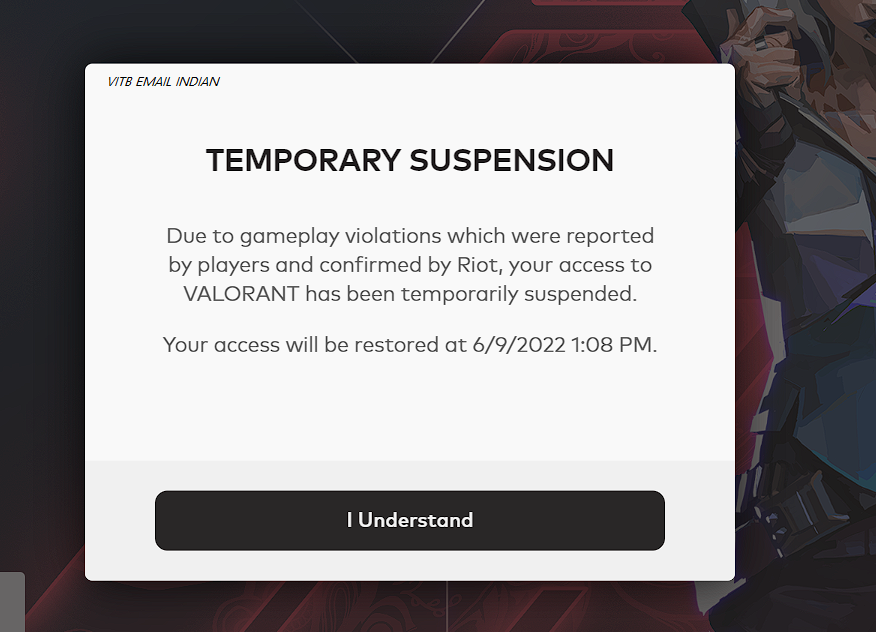 VITB EMAIL INDIAN
TEMPORARY SUSPENSION
Due to gameplay violations which were reported
by players and confirmed by Riot, your access to
VALORANT has been temporarily suspended.
Your access will be restored at 6/9/2022 1:08 PM.
I Understand